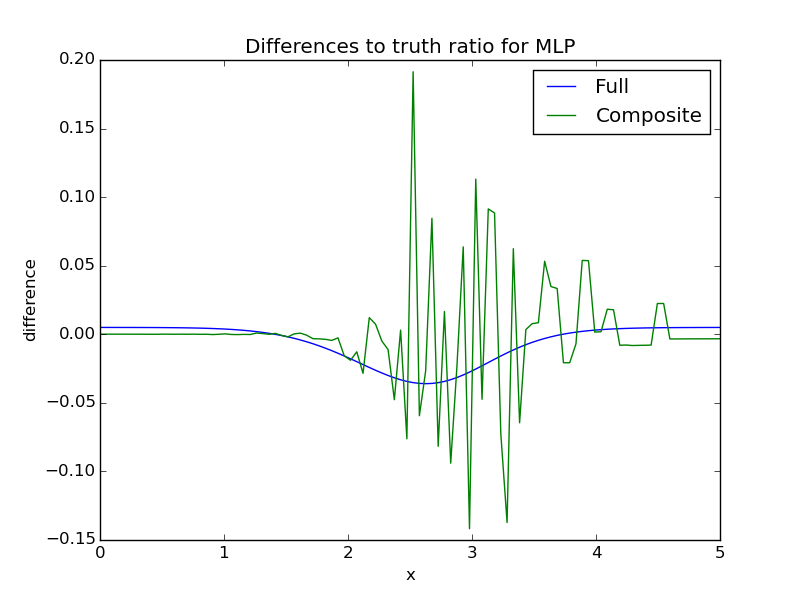 Differences to truth ratio for MLP
0.20
0.15
0.10
0.05
0.00
−0.05
−0.10
−0.15
difference
Full
Composite
0 1 2 3 4 5
x